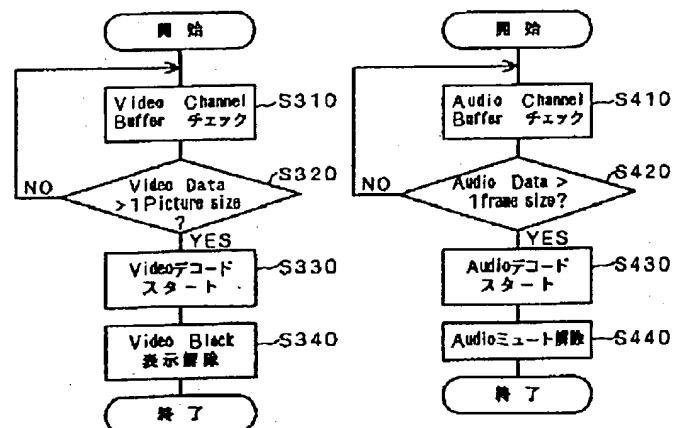 開始
Video Channel
Buffer チェック
S310
Video Data
>1Picture size
?
S320
NO
YES
Videoデコード
スタート
S330
Video Black
表示解除
S340
終了
開始
Audio Channel
Buffer チェック
S410
Audio Data >
1frame size?
S420
NO
YES
Audioデコード
スタート
S430
Audioミュート解除
S440
終了